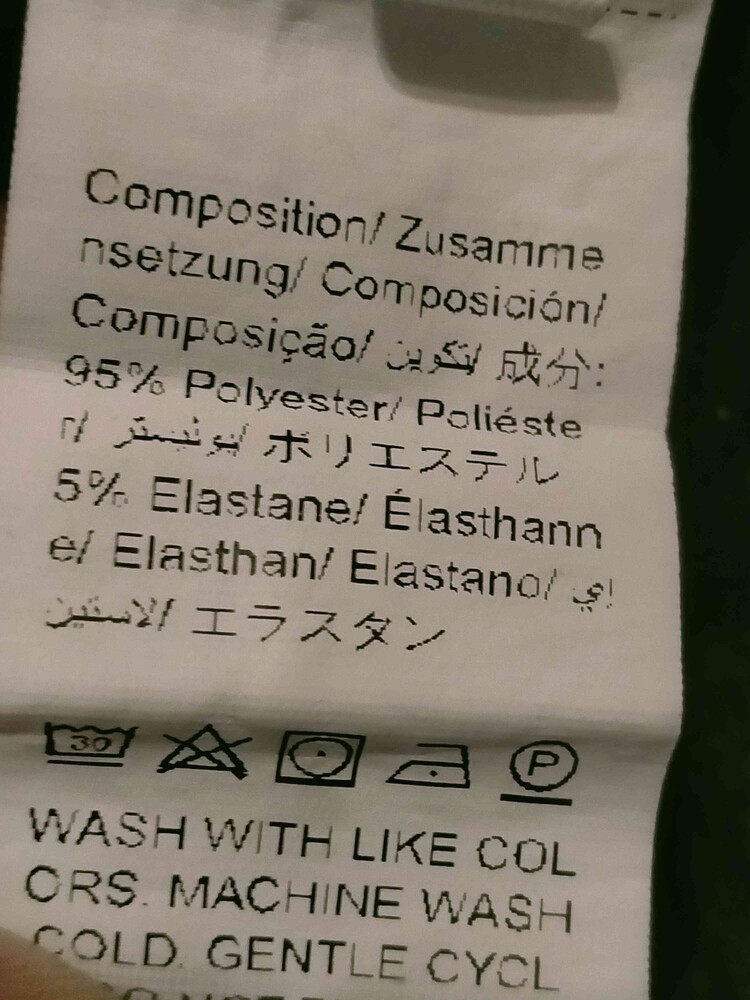 Composition/ Zusamme
nsetzung/ Composición/
Composição/ تكوين/ 成分:
95% Polyester/ Poliéste
r/ بوليستر/ ポリエステル
5% Elastane/ Élasthann
e/ Elasthan/ Elastano/ إي
لاستين/ エラスタン
30 P
WASH WITH LIKE COL
ORS. MACHINE WASH
COLD. GENTLE CYCL